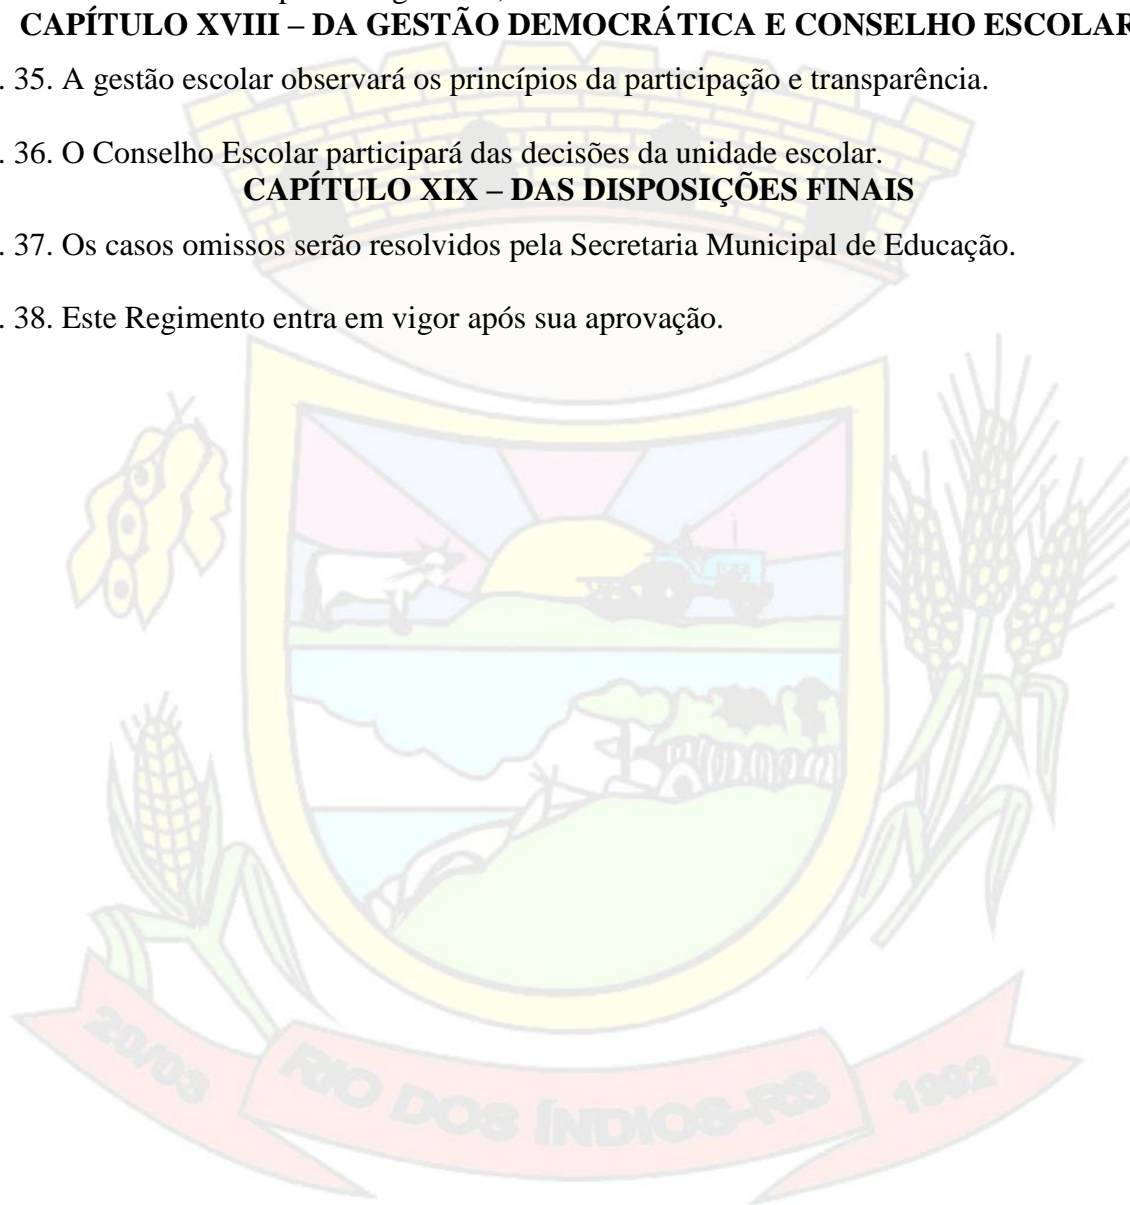 CAPÍTULO XVIII – DA GESTÃO DEMOCRÁTICA E CONSELHO ESCOLAR
. 35. A gestão escolar observará os princípios da participação e transparência.
. 36. O Conselho Escolar participará das decisões da unidade escolar.
CAPÍTULO XIX – DAS DISPOSIÇÕES FINAIS
. 37. Os casos omissos serão resolvidos pela Secretaria Municipal de Educação.
. 38. Este Regimento entra em vigor após sua aprovação.
20/03 RIO DOS ÍNDIOS-RS 1992